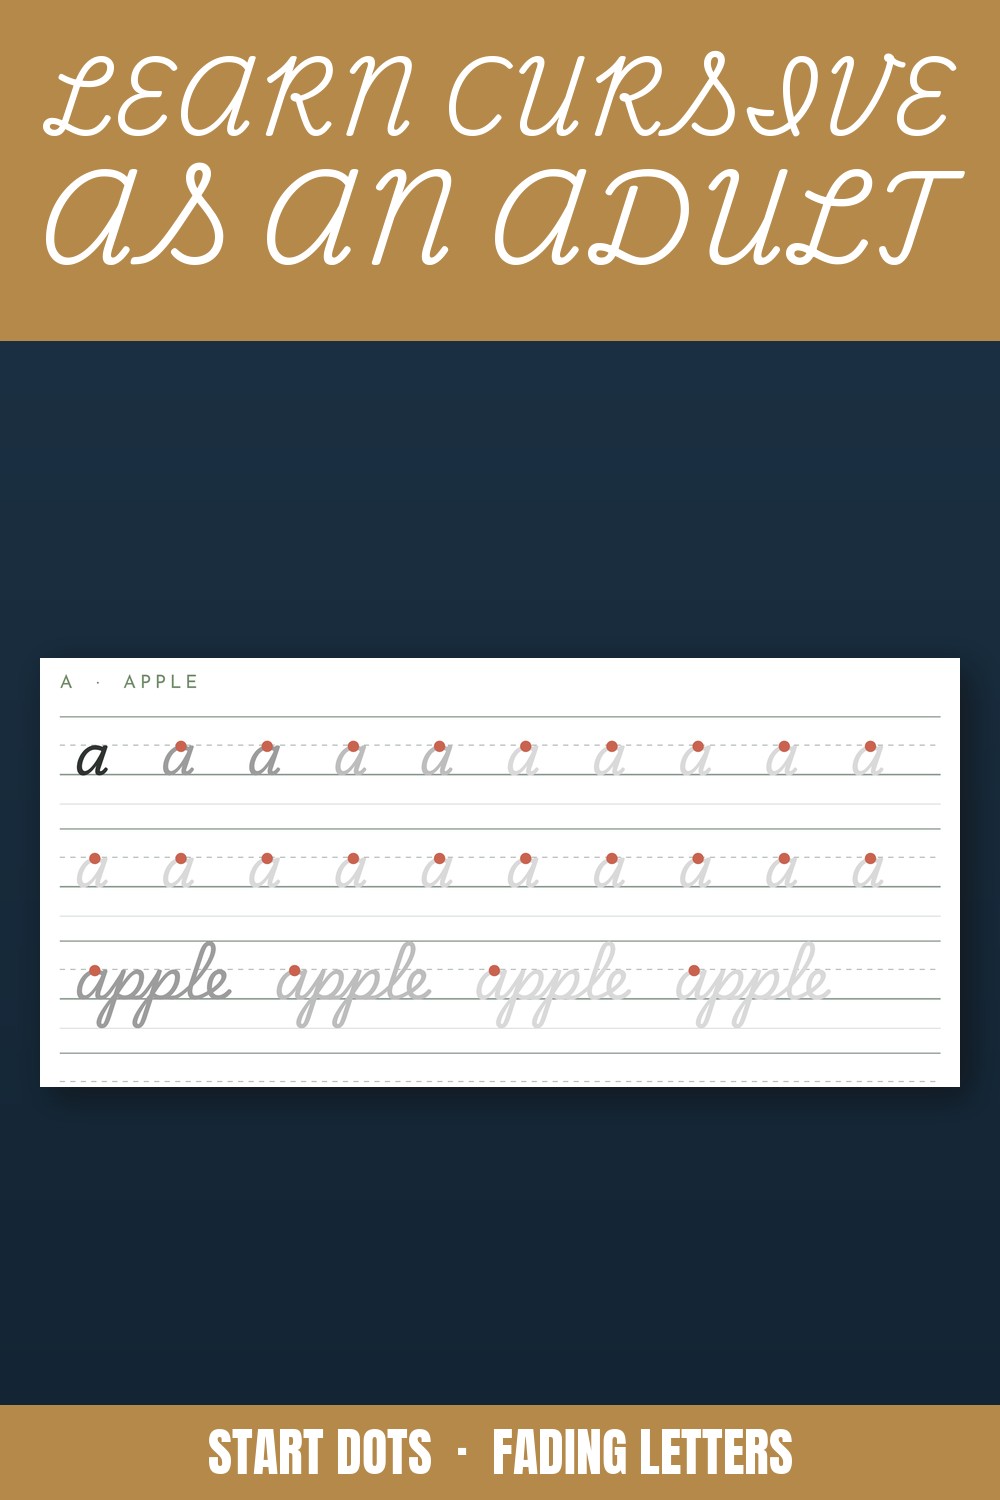 LEARN CURSIVE
AS AN ADULT
A · APPLE
a a a a a a a a a a
a a a a a a a a a a
apple apple apple apple
START DOTS · FADING LETTERS